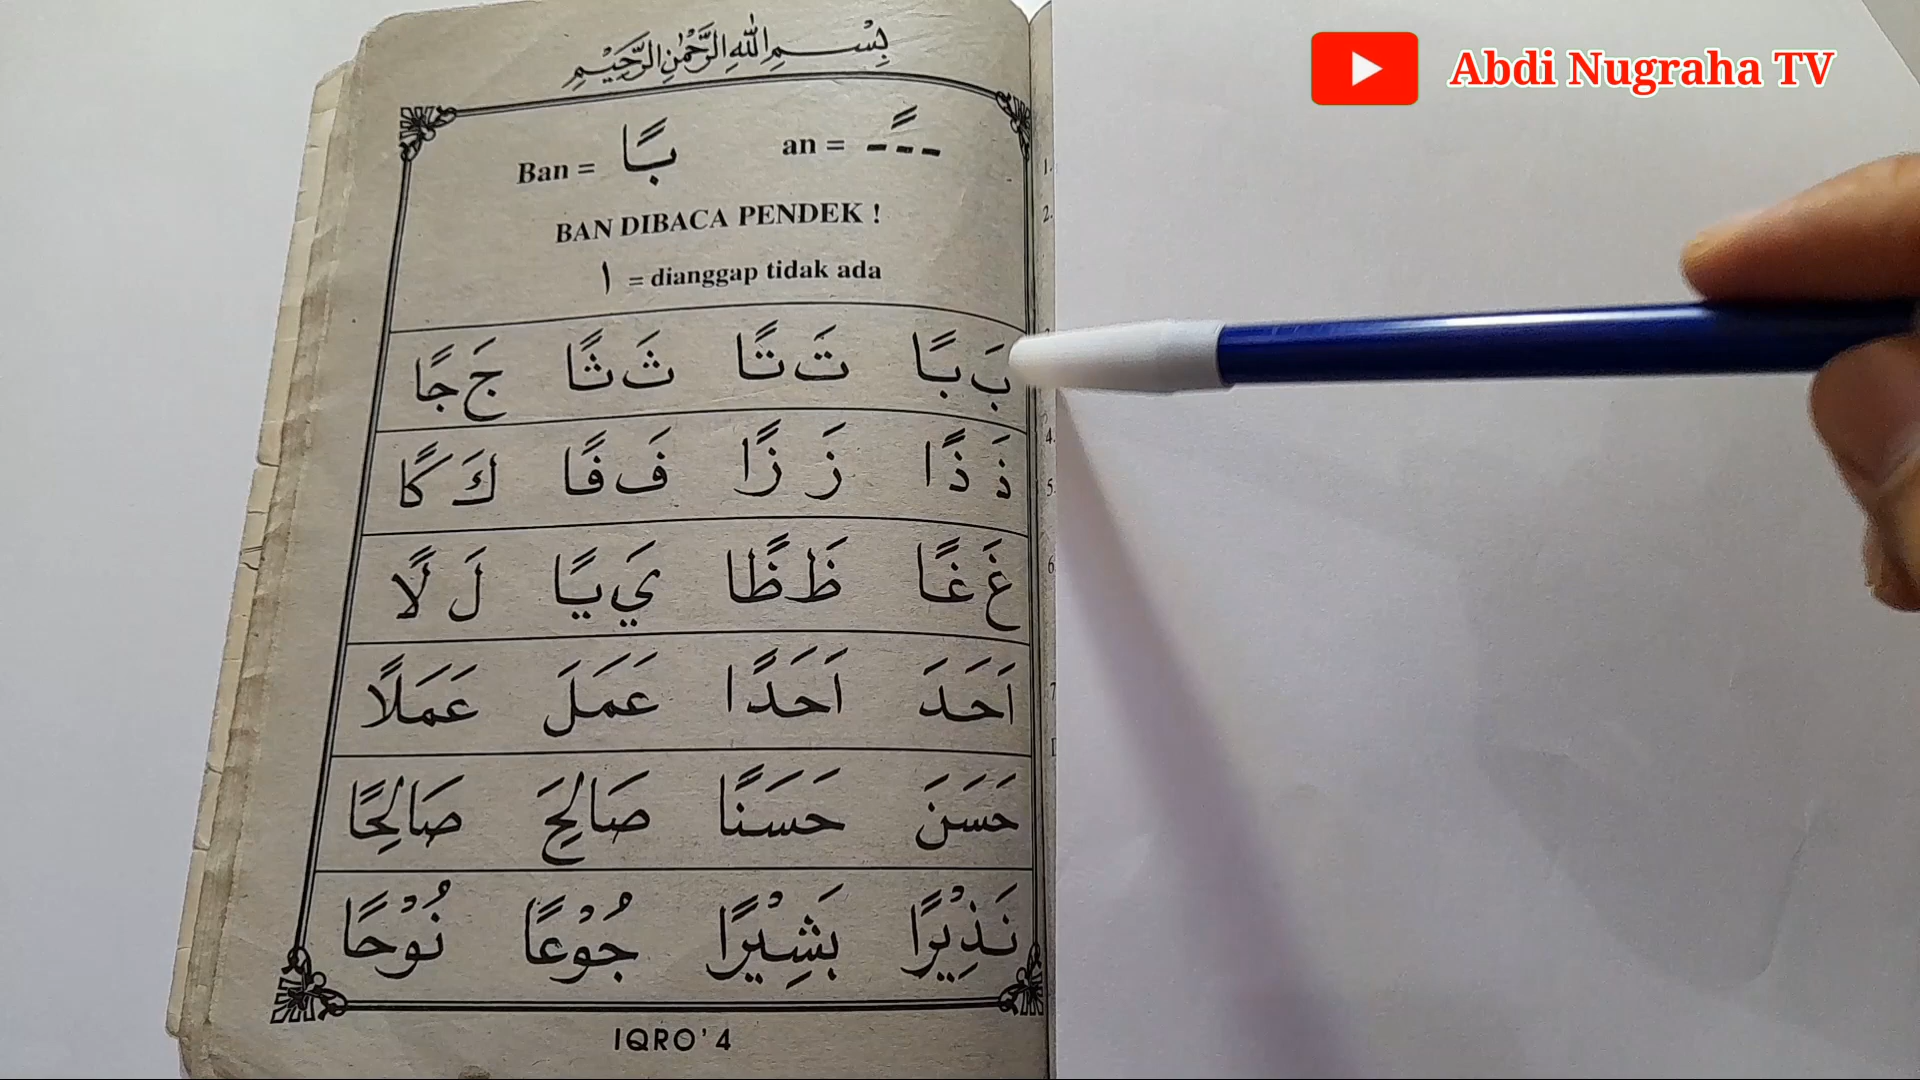 بِسْمِ اللّٰهِ الرَّحْمٰنِ الرَّحِيْمِ
Abdi Nugraha TV
Ban = بًا an = ---ً
BAN DIBACA PENDEK !
ا = dianggap tidak ada
بَ بًا تَ تًا ثَ ثًا جَ جًا
ذَ ذًا زَ زًا فَ فًا كَ كًا
غَ غًا ظَ ظًا يَ يًا لَ لًا
اَحَدَ اَحَدًا عَمَلَ عَمَلًا
حَسَنَ حَسَنًا صَالِحَ صَالِحًا
نَذِيْرًا بَشِيْرًا جُوْعًا نُوْحًا
IQRO' 4